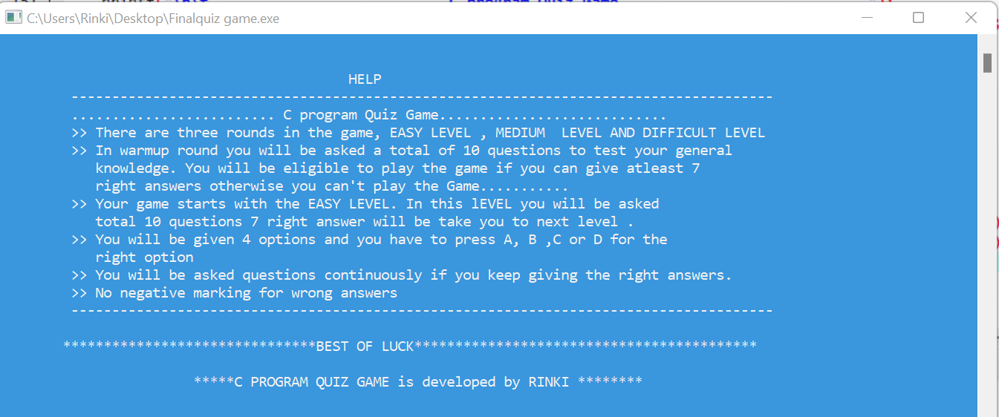 C program Quiz Game
C:\Users\Rinki\Desktop\Finalquiz game.exe
HELP
--------------------------------------------------------------------------------------
......................... C program Quiz Game............................
>> There are three rounds in the game, EASY LEVEL , MEDIUM  LEVEL AND DIFFICULT LEVEL
>> In warmup round you will be asked a total of 10 questions to test your general
knowledge. You will be eligible to play the game if you can give atleast 7
right answers otherwise you can't play the Game...........
>> Your game starts with the EASY LEVEL. In this lEVEL you will be asked
total 10 questions 7 right answer will be take you to next level .
>> You will be given 4 options and you have to press A, B ,C or D for the
right option
>> You will be asked questions continuously if you keep giving the right answers.
>> No negative marking for wrong answers
--------------------------------------------------------------------------------------
*******************************BEST OF LUCK******************************************
*****C PROGRAM QUIZ GAME is developed by RINKI ********